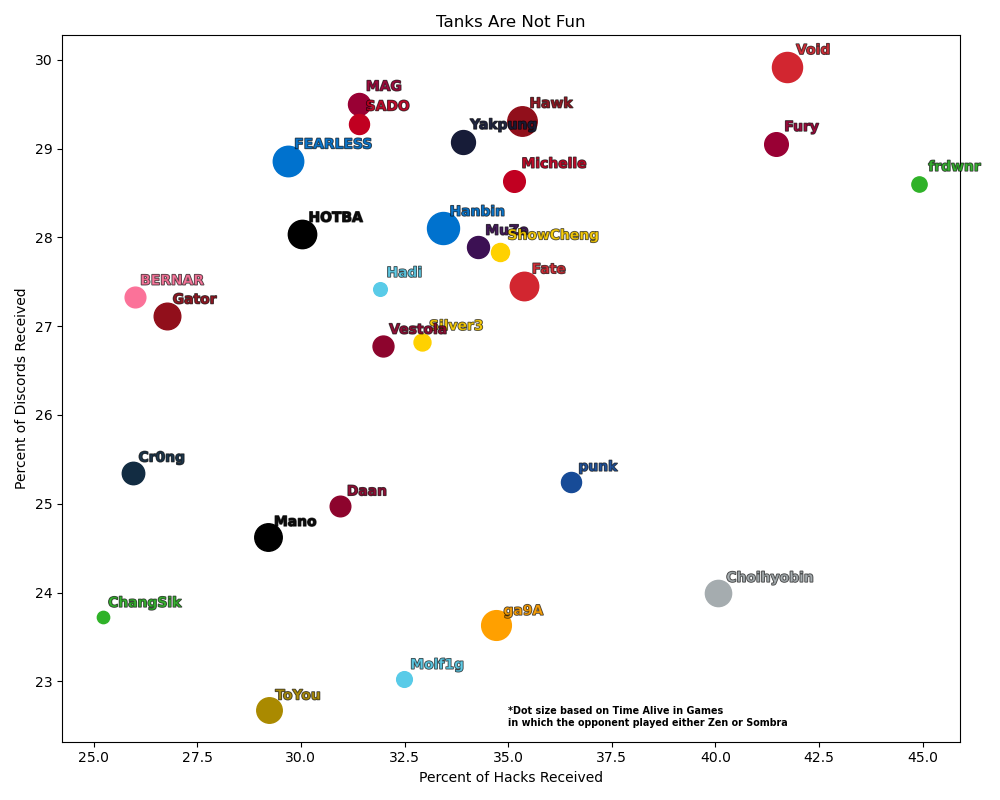 Tanks Are Not Fun
Void
MAG
SADO
Hawk
Yakpung
Fury
FEARLESS
Michelle
frdwnr
HOTBA
Hanbin
MuZe
ShowCheng
BERNAR
Hadi
Fate
Gator
Vestola
Silver3
Cr0ng
punk
Daan
Mano
Choihyobin
ChangSik
ga9A
Molf1g
ToYou
*Dot size based on Time Alive in Games
in which the opponent played either Zen or Sombra
Percent of Discords Received
30
29
28
27
26
25
24
23
25.0
27.5
30.0
32.5
35.0
37.5
40.0
42.5
45.0
Percent of Hacks Received